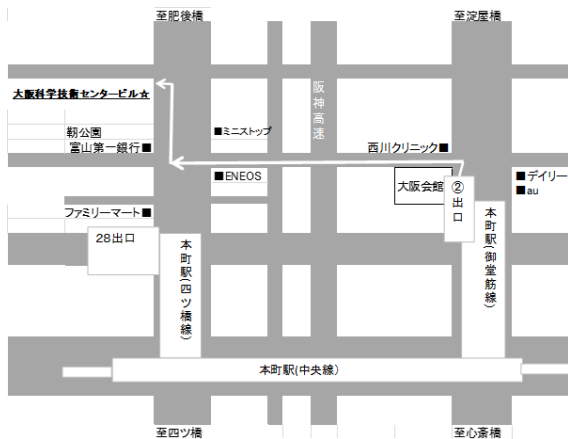 至肥後橋
至淀屋橋
阪神高速
大阪科学技術センタービル☆
靭公園
■ミニストップ
富山第一銀行■
西川クリニック■
■ENEOS
大阪会館
②出口
■デイリー
■au
ファミリーマート■
28出口
本町駅(四ツ橋線)
本町駅(御堂筋線)
本町駅(中央線)
至四ツ橋
至心斎橋